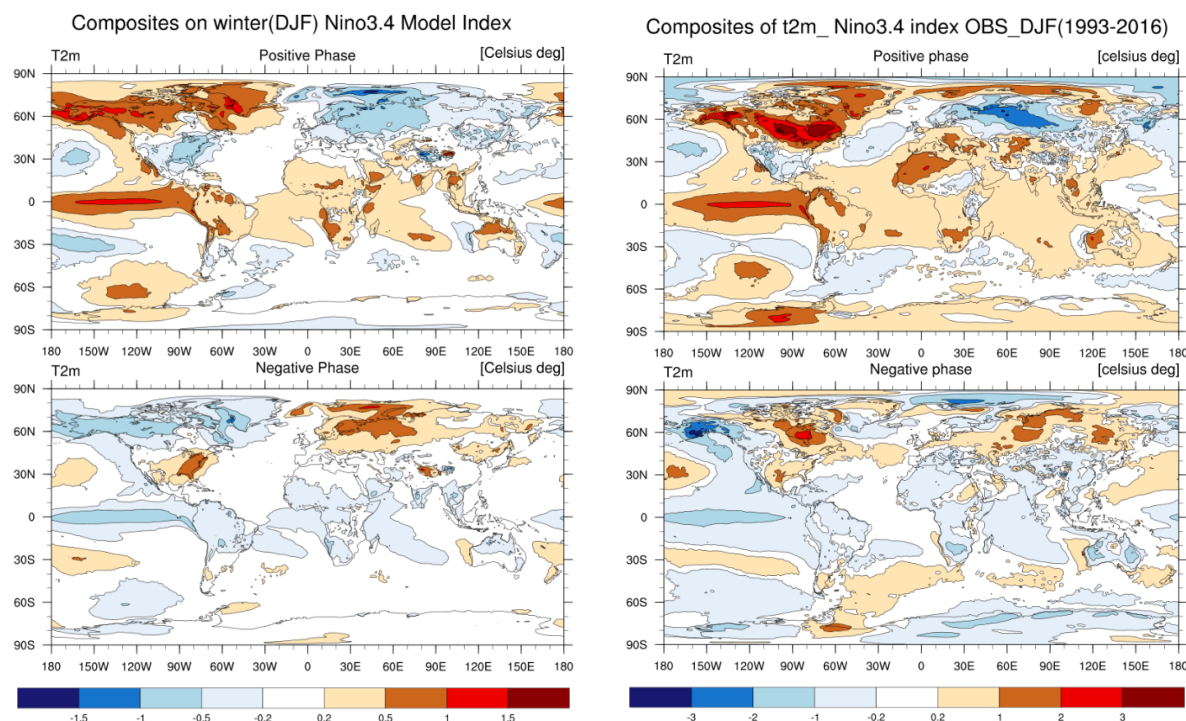 Composites on winter(DJF) Nino3.4 Model Index
T2m Positive Phase [Celsius deg]
90N
60N
30N
0
30S
60S
90S
180 150W 120W 90W 60W 30W 0 30E 60E 90E 120E 150E 180
T2m Negative Phase [Celsius deg]
90N
60N
30N
0
30S
60S
90S
180 150W 120W 90W 60W 30W 0 30E 60E 90E 120E 150E 180
-1.5 -1 -0.5 -0.2 0.2 0.5 1 1.5
Composites of t2m_ Nino3.4 index OBS_DJF(1993-2016)
T2m Positive phase [celsius deg]
90N
60N
30N
0
30S
60S
90S
180 150W 120W 90W 60W 30W 0 30E 60E 90E 120E 150E 180
T2m Negative phase [celsius deg]
90N
60N
30N
0
30S
60S
90S
180 150W 120W 90W 60W 30W 0 30E 60E 90E 120E 150E 180
-3 -2 -1 -0.2 0.2 1 2 3